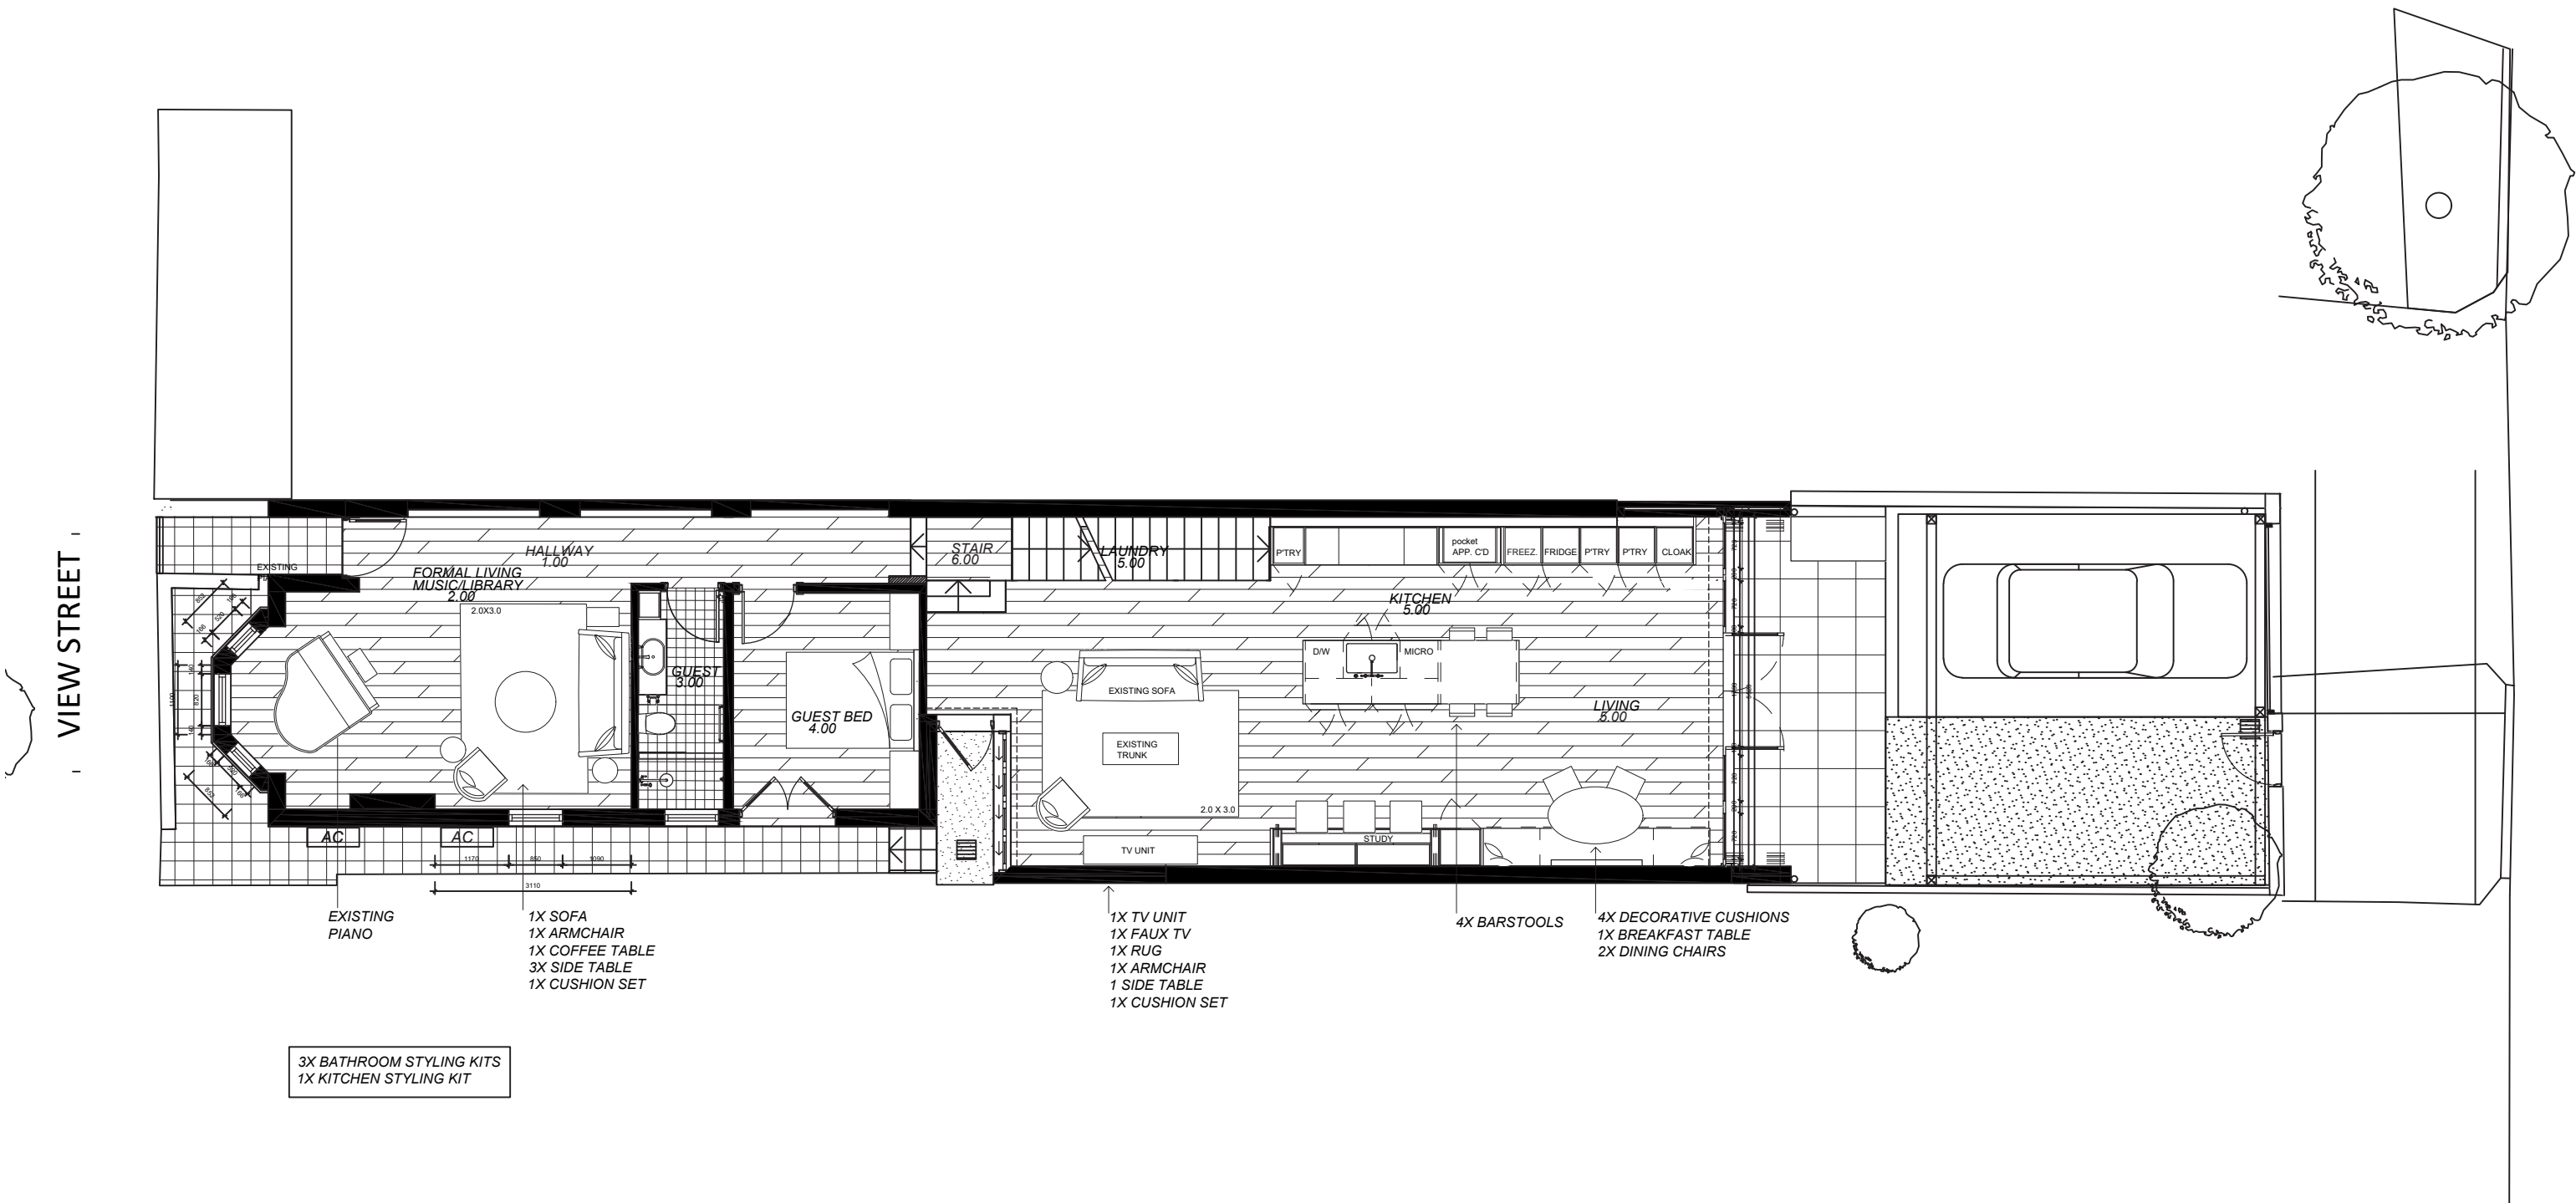 VIEW STREET
HALLWAY
1.00
EXISTING
FORMAL LIVING
MUSIC/LIBRARY
2.00
2.0X3.0
GUEST
3.00
GUEST BED
4.00
STAIR
6.00
LAUNDRY
5.00
P'TRY
pocket
APP. C'D
FREEZ.
FRIDGE
P'TRY
P'TRY
CLOAK
KITCHEN
5.00
D/W
MICRO
LIVING
5.00
EXISTING SOFA
EXISTING
TRUNK
2.0 X 3.0
TV UNIT
STUDY
AC
AC
1170
850
1090
3110
EXISTING
PIANO
1X SOFA
1X ARMCHAIR
1X COFFEE TABLE
3X SIDE TABLE
1X CUSHION SET
1X TV UNIT
1X FAUX TV
1X RUG
1X ARMCHAIR
1 SIDE TABLE
1X CUSHION SET
4X BARSTOOLS
4X DECORATIVE CUSHIONS
1X BREAKFAST TABLE
2X DINING CHAIRS
3X BATHROOM STYLING KITS
1X KITCHEN STYLING KIT